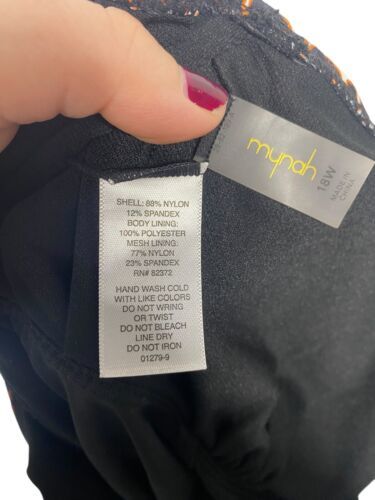 mynah
18W
MADE IN
CHINA
SHELL: 88% NYLON
12% SPANDEX
BODY LINING:
100% POLYESTER
MESH LINING:
77% NYLON
23% SPANDEX
RN# 82372
HAND WASH COLD
WITH LIKE COLORS
DO NOT WRING
OR TWIST
DO NOT BLEACH
LINE DRY
DO NOT IRON
01279-9